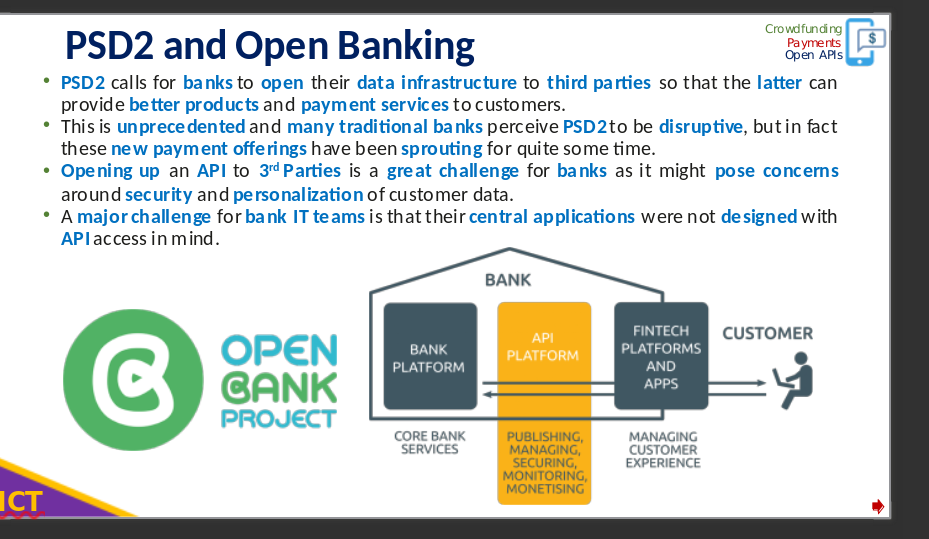 PSD2 and Open Banking
Crowdfunding
Payments
Open APIs
$
• PSD2 calls for banks to open their data infrastructure to third parties so that the latter can
provide better products and payment services to customers.
• This is unprecedented and many traditional banks perceive PSD2 to be disruptive, but in fact
these new payment offerings have been sprouting for quite some time.
• Opening up an API to 3rd Parties is a great challenge for banks as it might pose concerns
around security and personalization of customer data.
• A major challenge for bank IT teams is that their central applications were not designed with
API access in mind.
OPEN
BANK
PROJECT
BANK
BANK
PLATFORM
API
PLATFORM
FINTECH
PLATFORMS
AND
APPS
CUSTOMER
CORE BANK
SERVICES
PUBLISHING,
MANAGING,
SECURING,
MONITORING,
MONETISING
MANAGING
CUSTOMER
EXPERIENCE
ICT